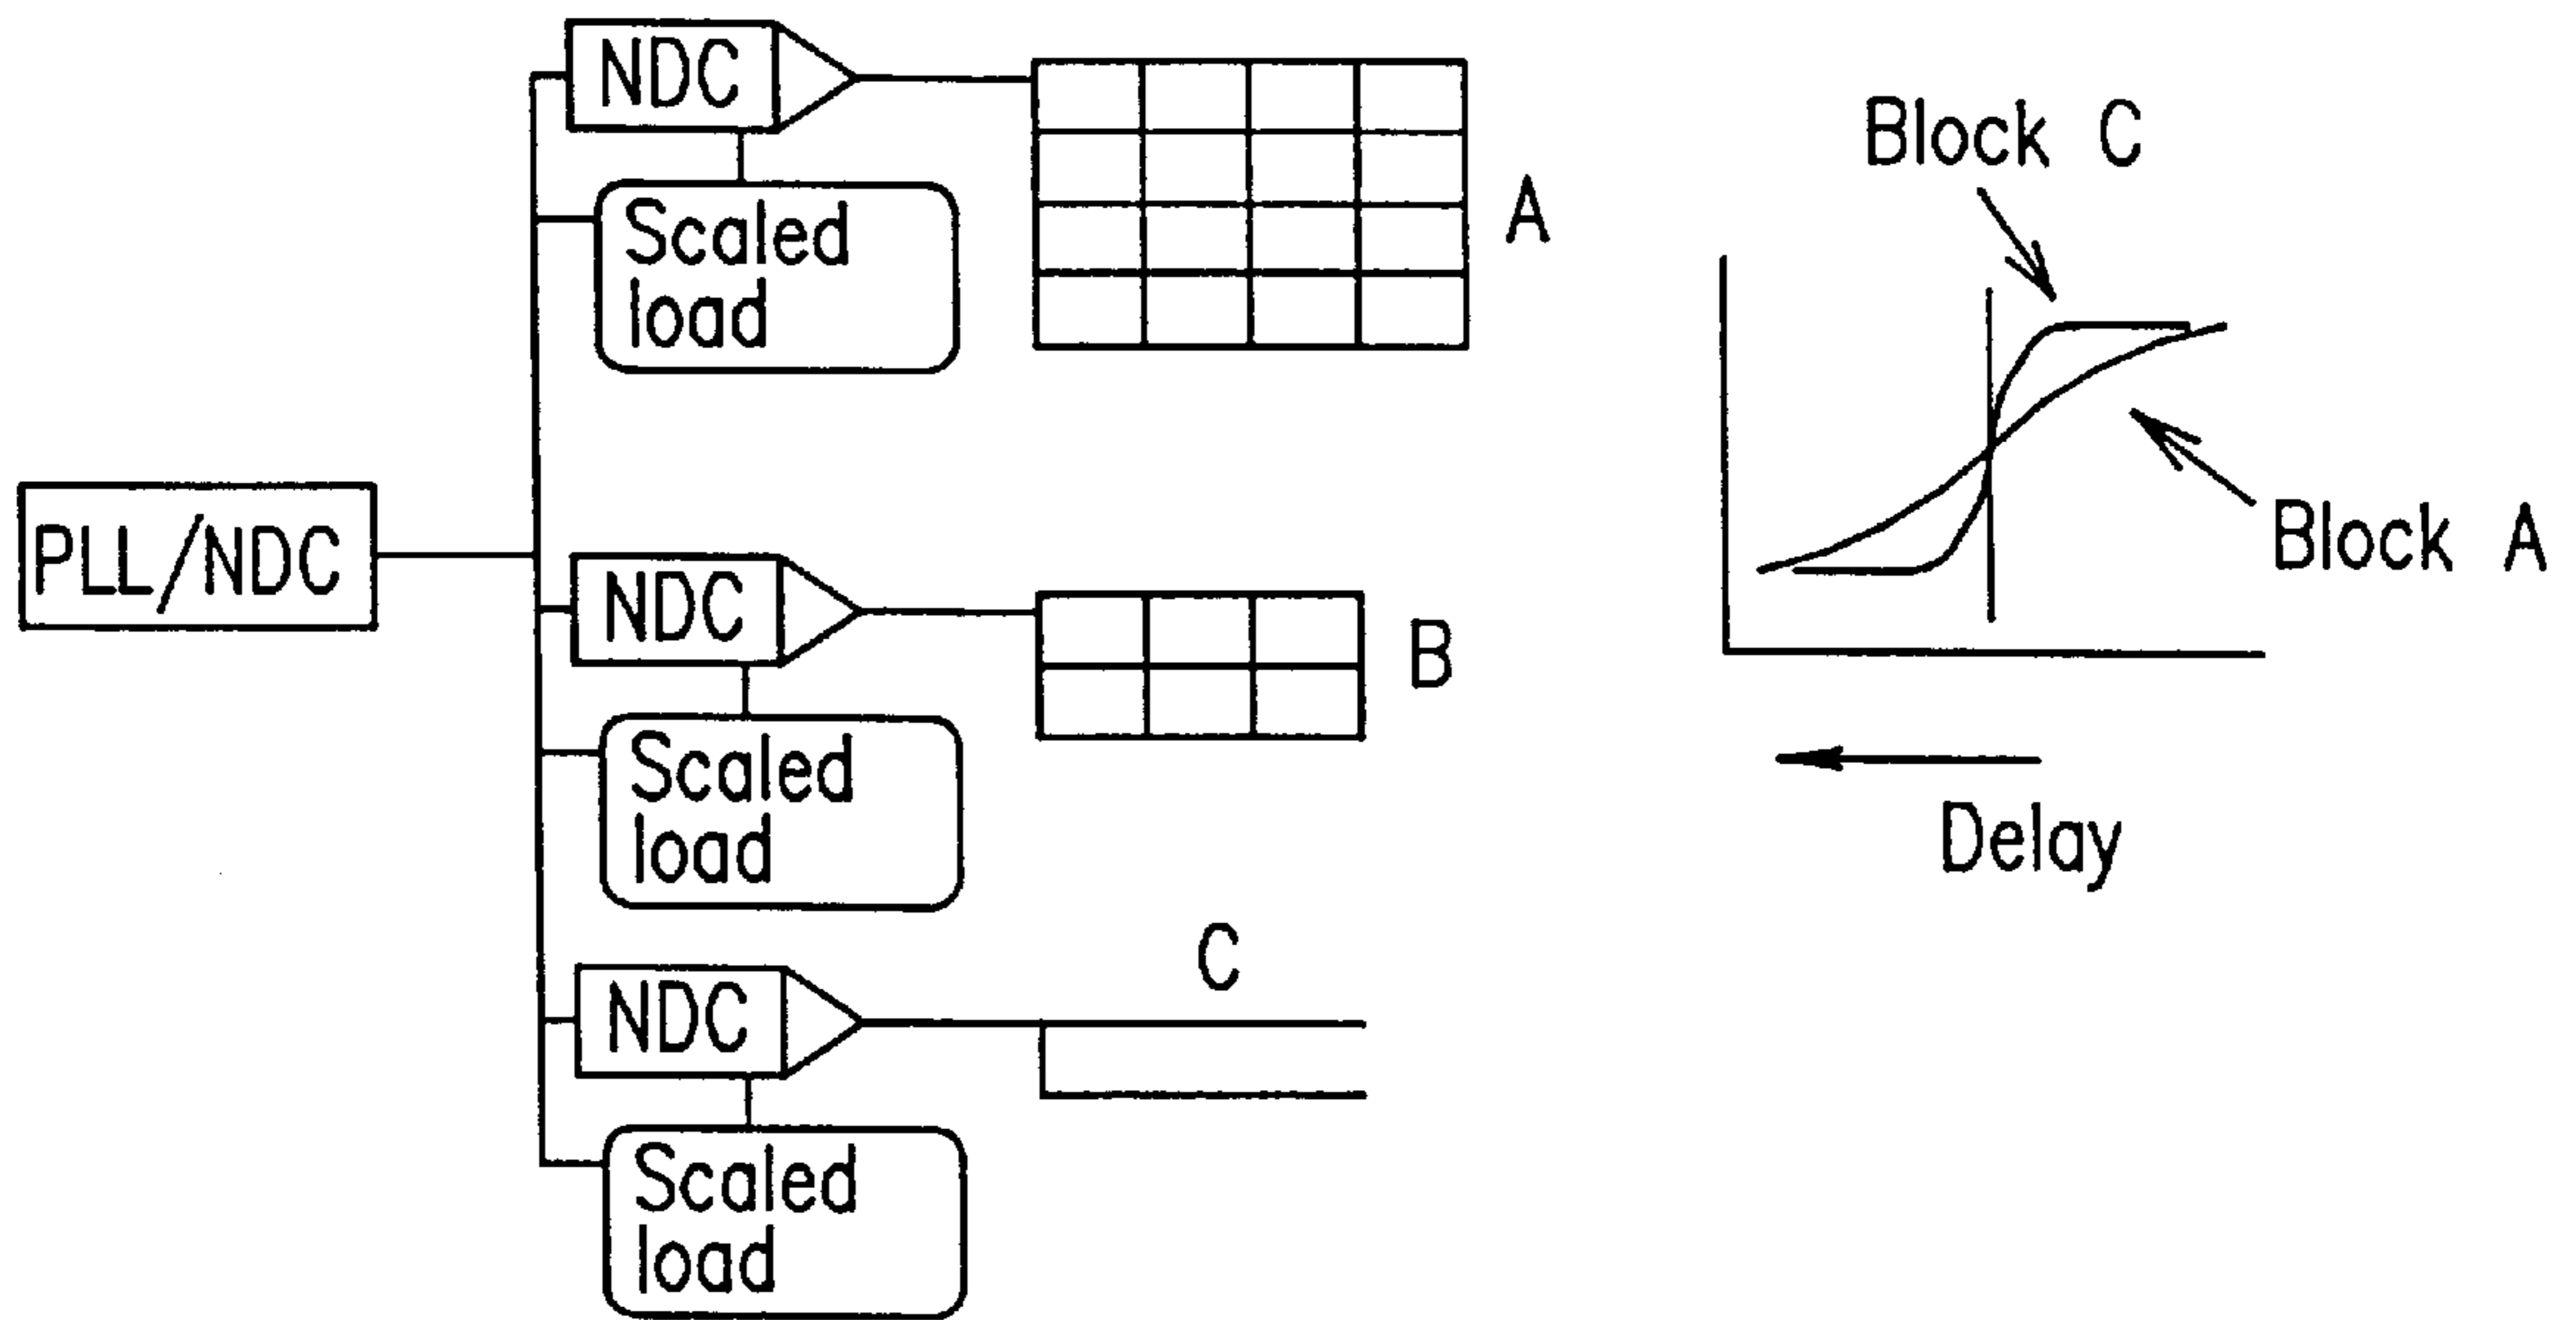 NDC
Scaled
load
A
PLL/NDC
NDC
Scaled
load
B
NDC
C
Scaled
load
Block C
Block A
Delay